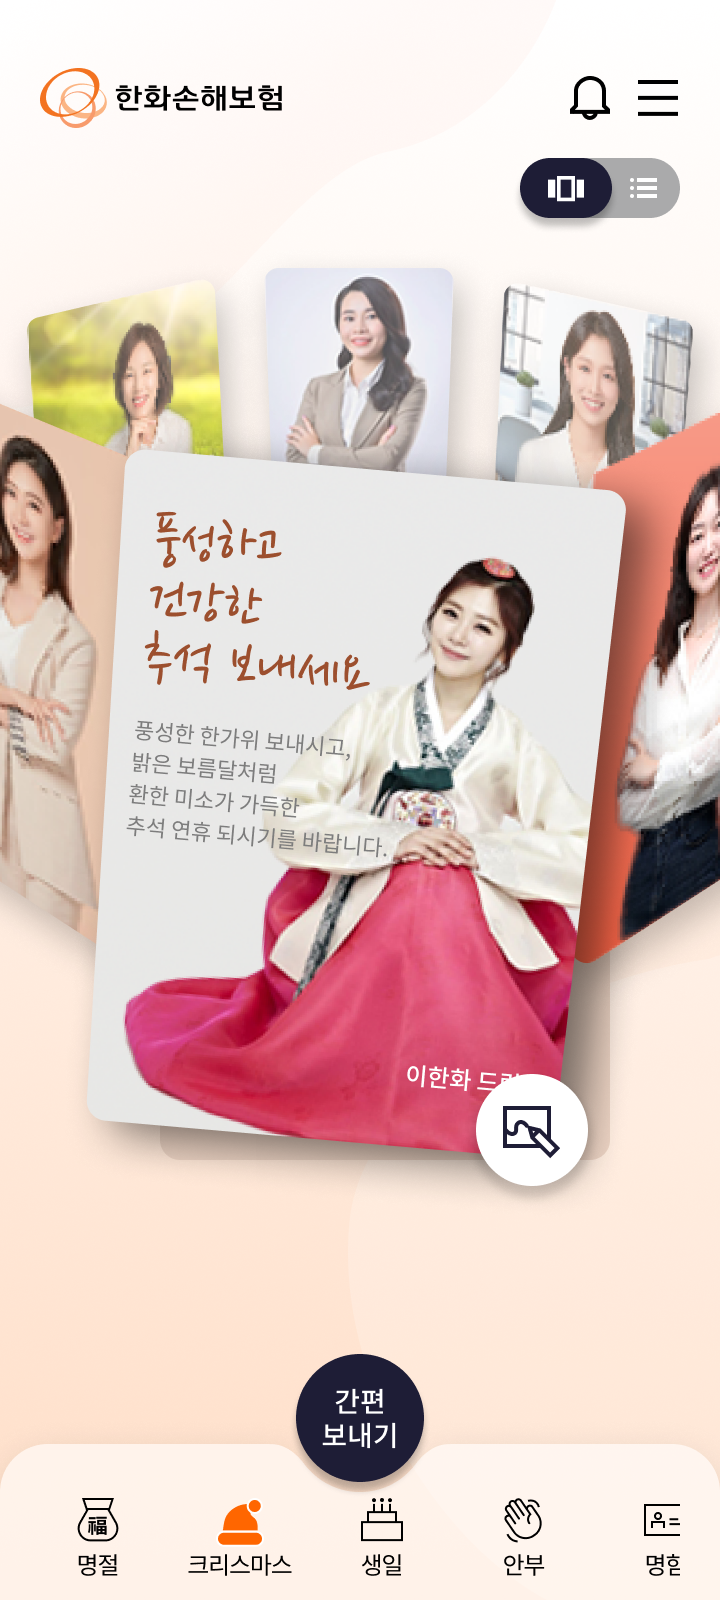 한화손해보험
풍성하고
건강한
추석 보내세요
풍성한 한가위 보내시고,
밝은 보름달처럼
환한 미소가 가득한
추석 연휴 되시기를 바랍니다.
이한화
간편
보내기
福
명절
크리스마스
생일
안부